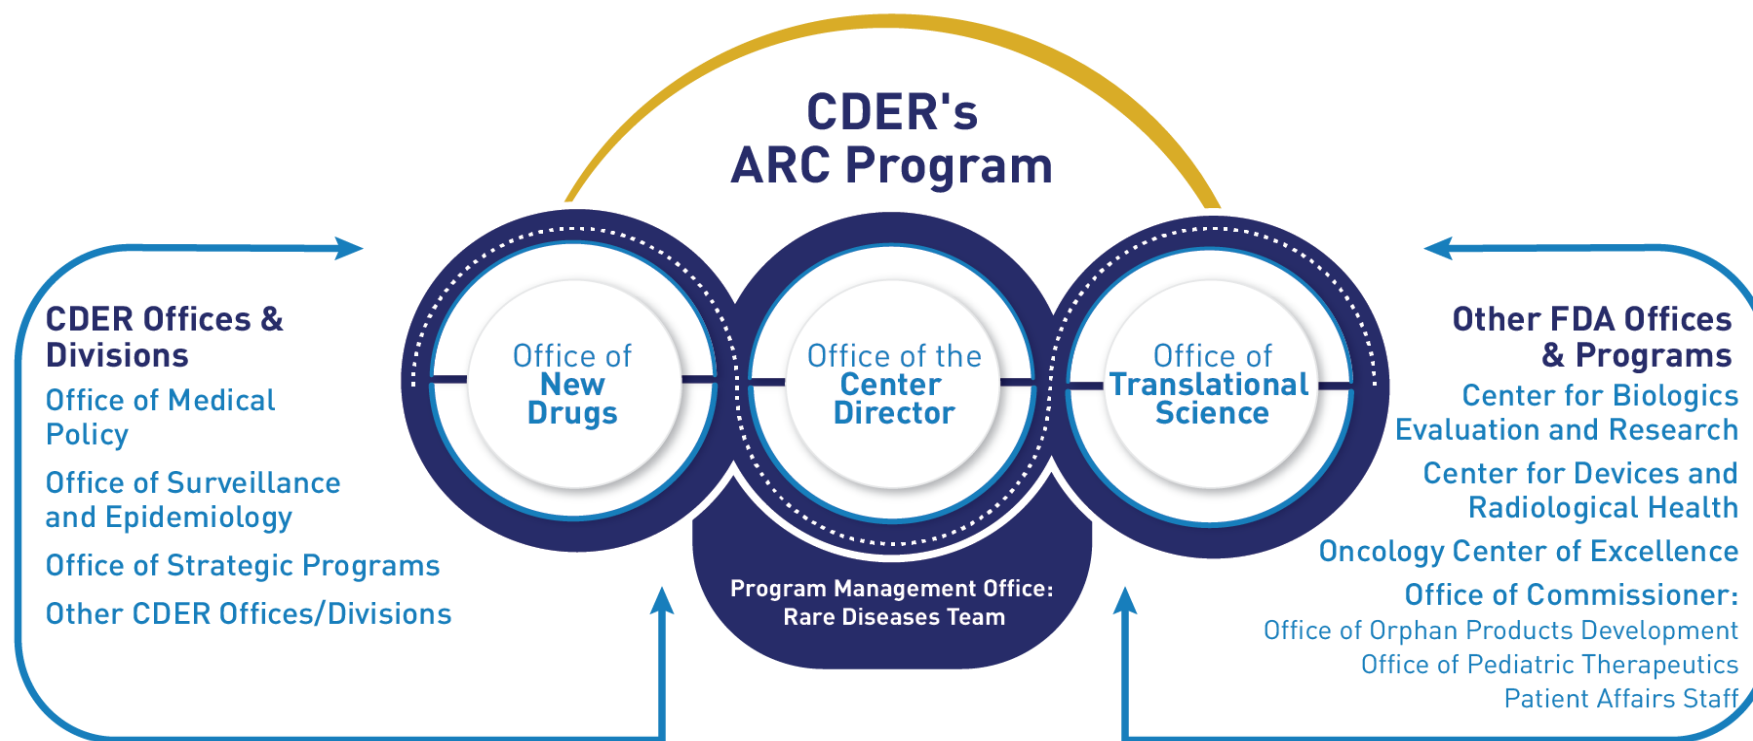 CDER's
ARC Program
CDER Offices &
Divisions
Office of Medical
Policy
Office of Surveillance
and Epidemiology
Office of Strategic Programs
Other CDER Offices/Divisions
Office of
New
Drugs
Office of the
Center
Director
Office of
Translational
Science
Program Management Office:
Rare Diseases Team
Other FDA Offices
& Programs
Center for Biologics
Evaluation and Research
Center for Devices and
Radiological Health
Oncology Center of Excellence
Office of Commissioner:
Office of Orphan Products Development
Office of Pediatric Therapeutics
Patient Affairs Staff